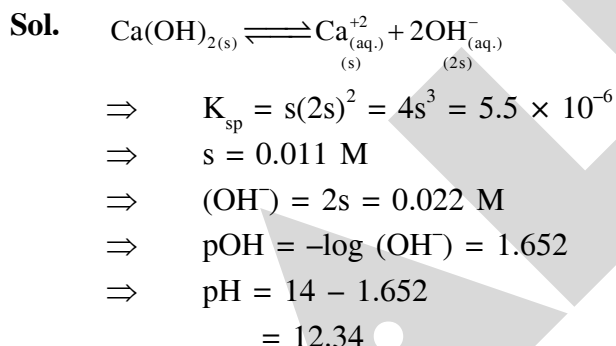 Sol. Ca(OH)₂₍ₛ₎ ⇌ Ca⁺²(aq.) + 2OH⁻(aq.)
(s) (2s)
⇒ Kₛₚ = s(2s)² = 4s³ = 5.5 × 10⁻⁶
⇒ s = 0.011 M
⇒ (OH⁻) = 2s = 0.022 M
⇒ pOH = –log (OH⁻) = 1.652
⇒ pH = 14 – 1.652
= 12.34